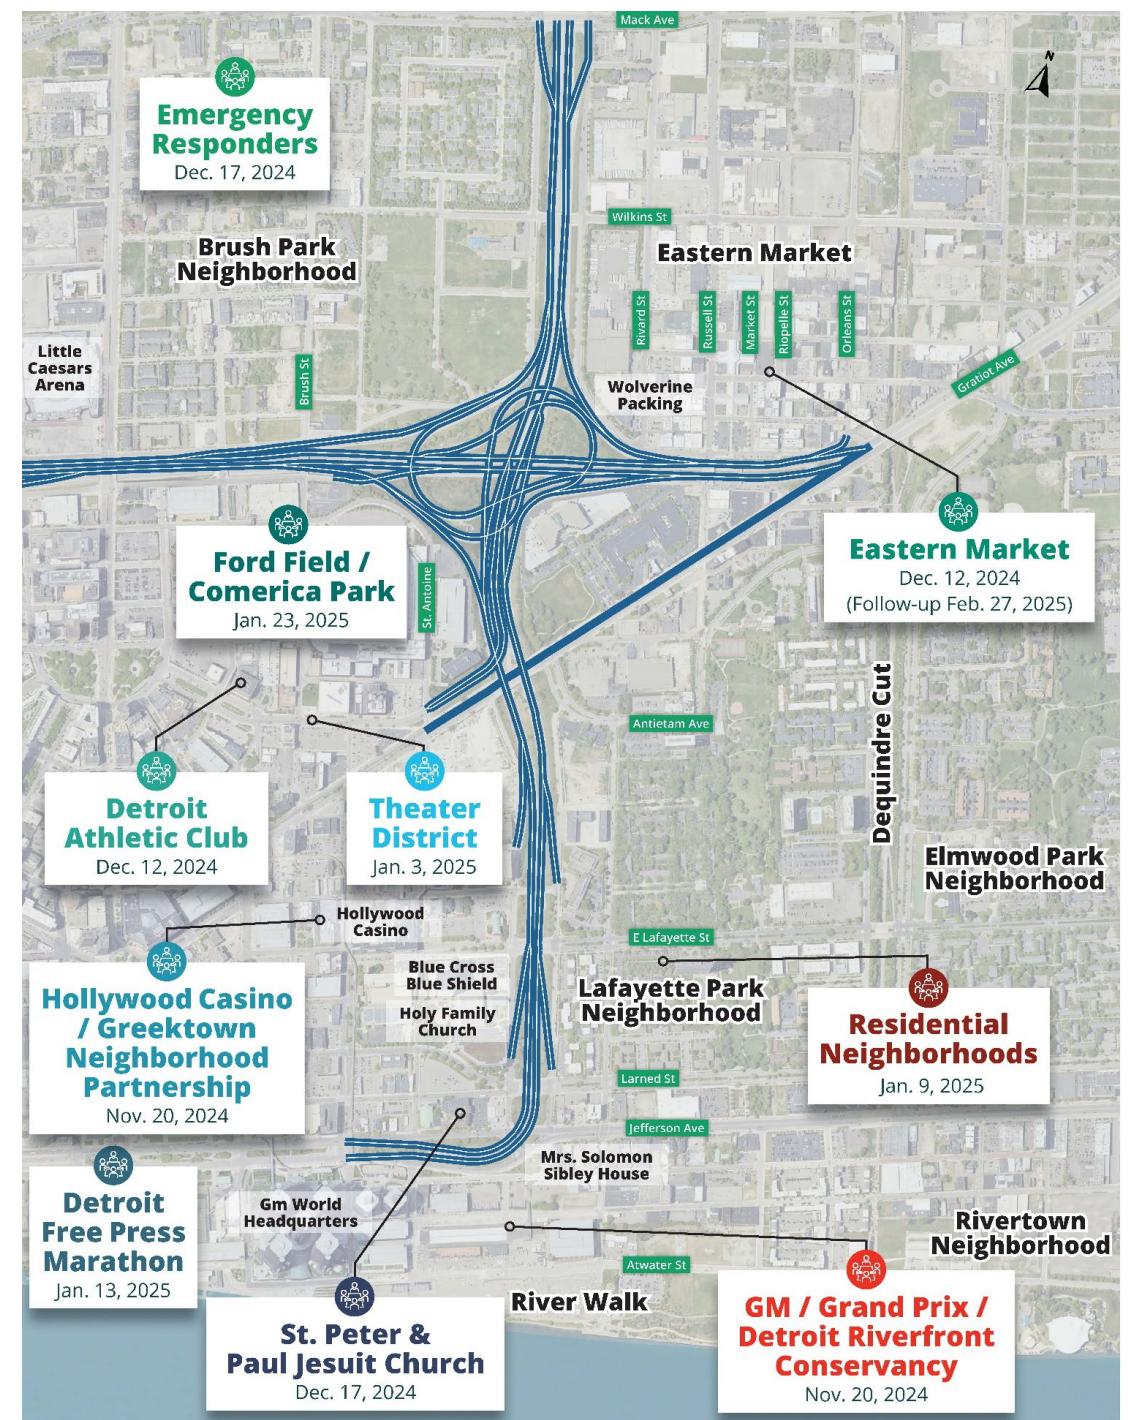 Mack Ave
N
Emergency
Responders
Dec. 17, 2024
Wilkins St
Brush Park
Neighborhood
Eastern Market
Rivard St
Russell St
Market St
Riopelle St
Orleans St
Little
Caesars
Arena
Brush St
Wolverine
Packing
Gratiot Ave
Ford Field /
Comerica Park
Jan. 23, 2025
St. Antoine
Eastern Market
Dec. 12, 2024
(Follow-up Feb. 27, 2025)
Dequindre Cut
Antietam Ave
Detroit
Athletic Club
Dec. 12, 2024
Theater
District
Jan. 3, 2025
Elmwood Park
Neighborhood
Hollywood
Casino
E Lafayette St
Blue Cross
Blue Shield
Holy Family
Church
Lafayette Park
Neighborhood
Hollywood Casino
/ Greektown
Neighborhood
Partnership
Nov. 20, 2024
Residential
Neighborhoods
Jan. 9, 2025
Larned St
Jefferson Ave
Mrs. Solomon
Sibley House
Detroit
Free Press
Marathon
Jan. 13, 2025
Gm World
Headquarters
Rivertown
Neighborhood
Atwater St
River Walk
St. Peter &
Paul Jesuit Church
Dec. 17, 2024
GM / Grand Prix /
Detroit Riverfront
Conservancy
Nov. 20, 2024